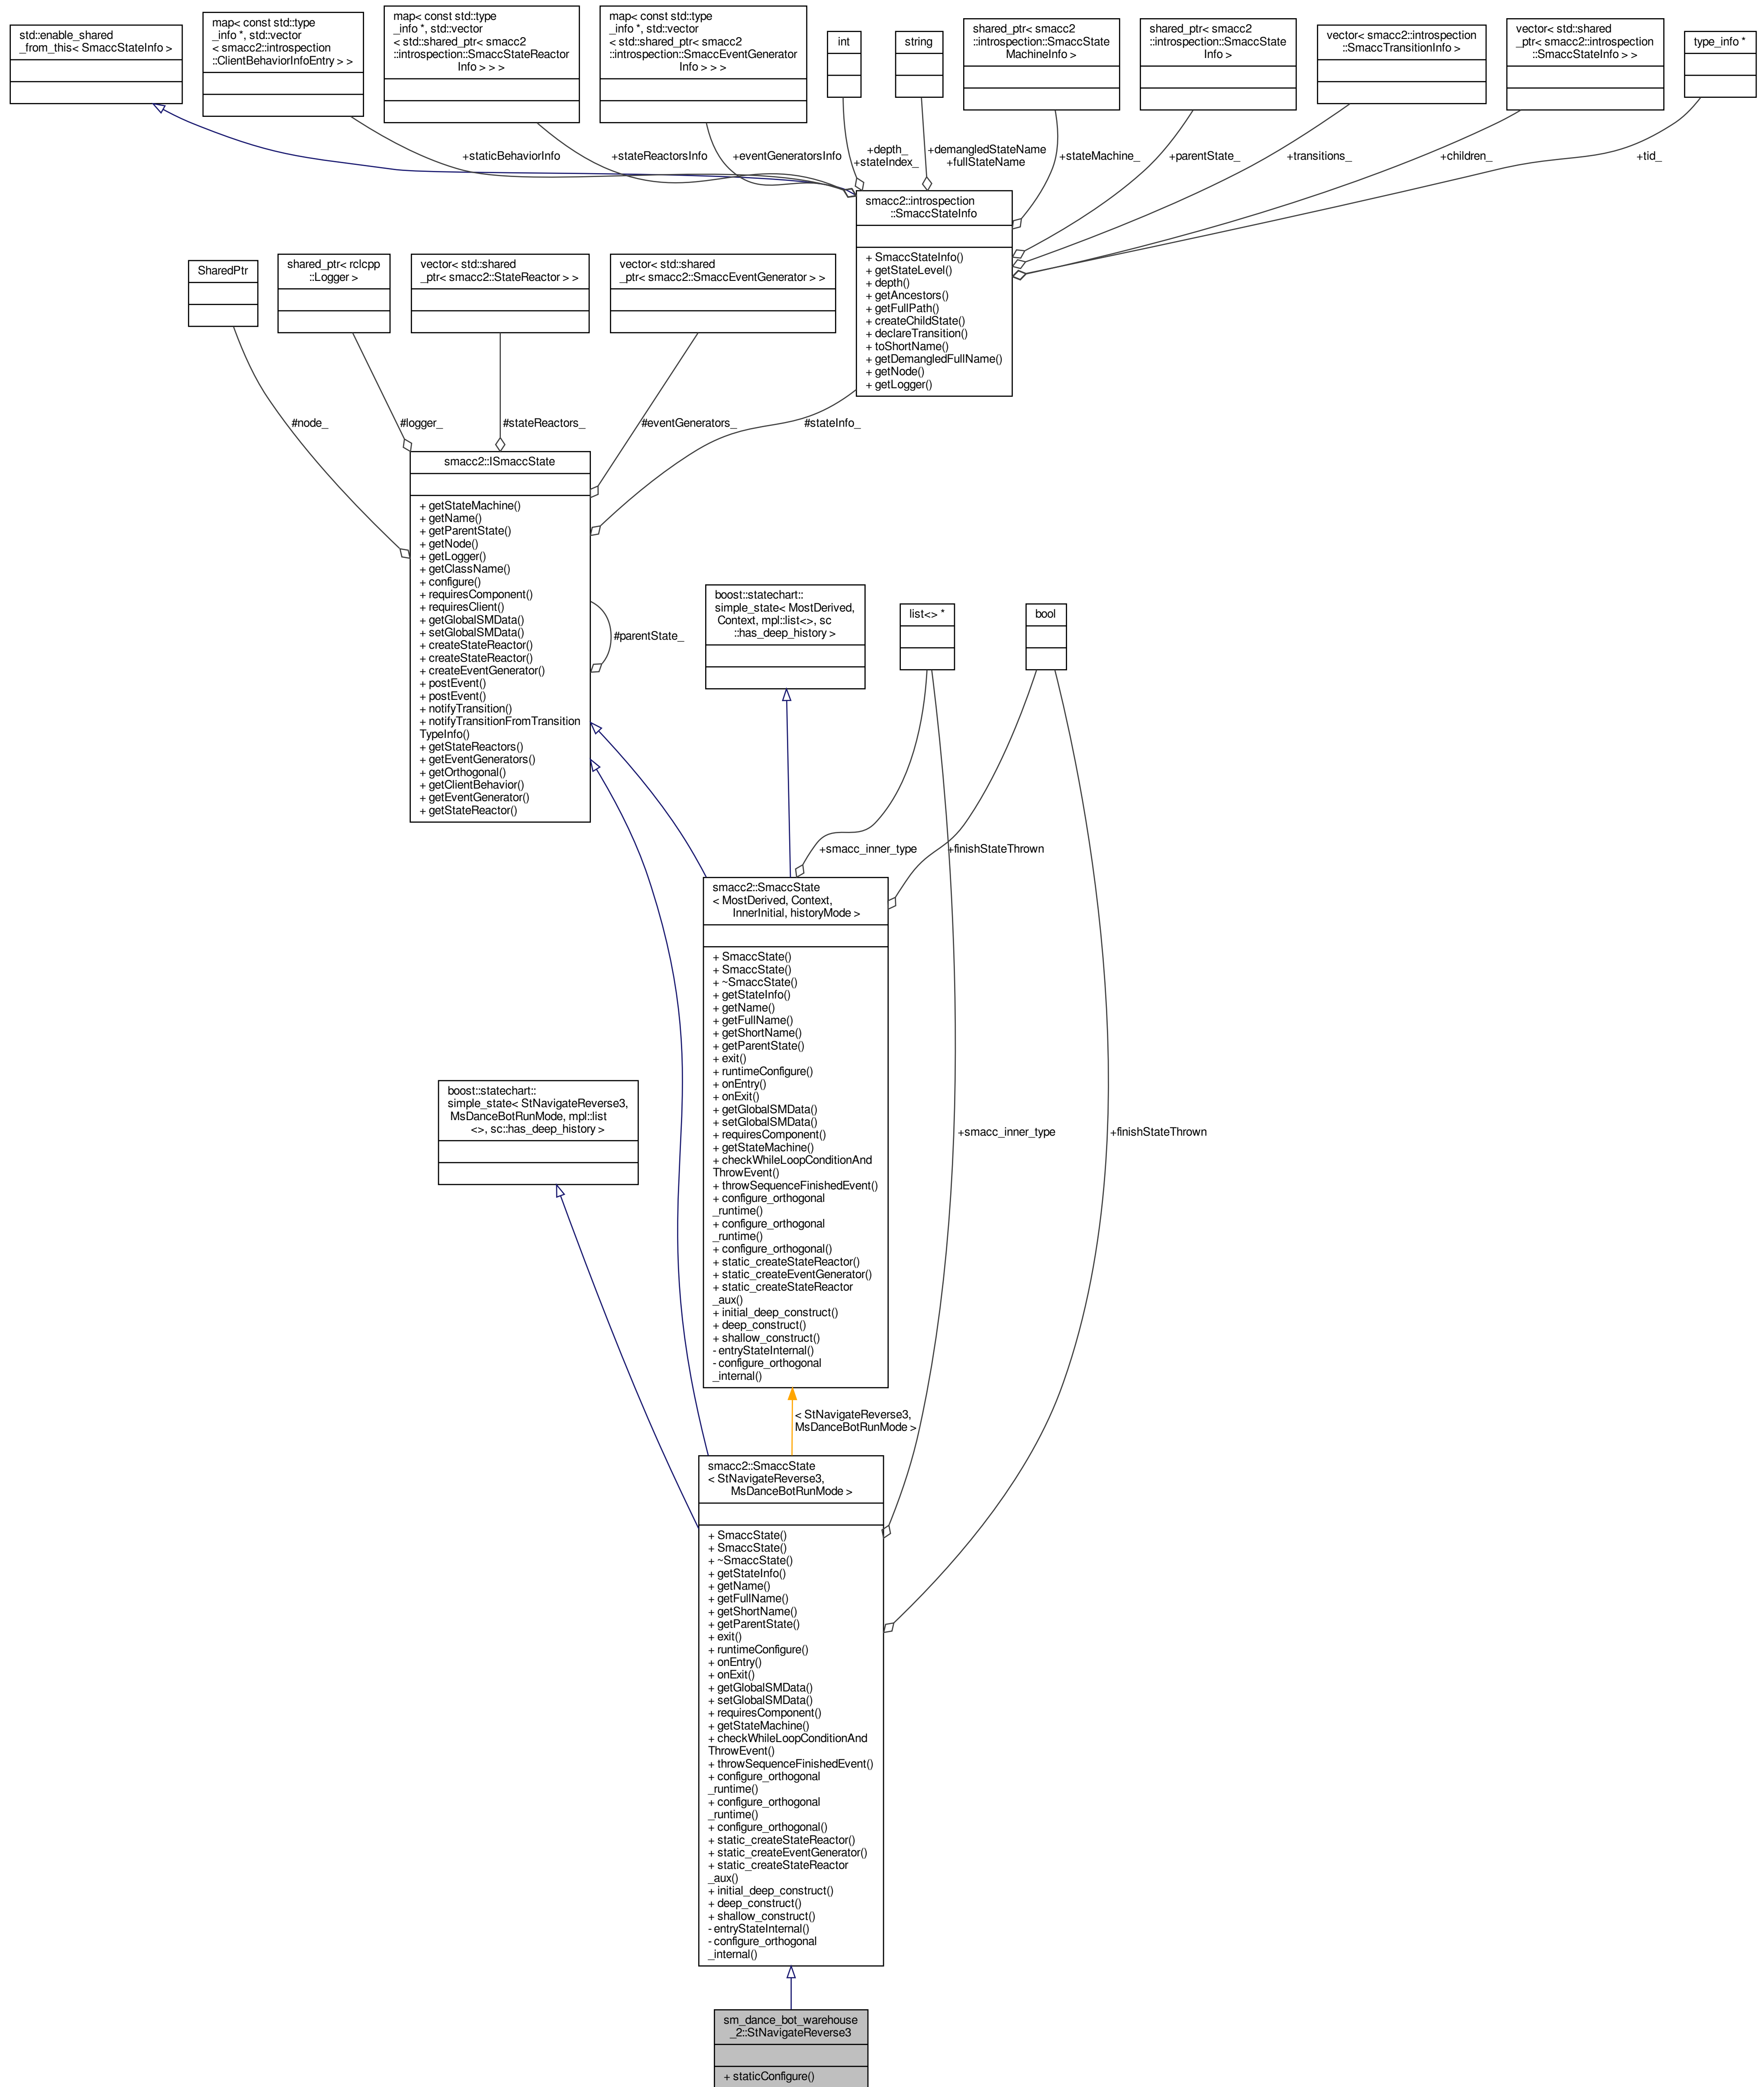 std::enable_shared
_from_this< SmaccStateInfo >
map< const std::type
_info *, std::vector
< smacc2::introspection
::ClientBehaviorInfoEntry > >
map< const std::type
_info *, std::vector
< std::shared_ptr< smacc2
::introspection::SmaccStateReactor
Info > > >
map< const std::type
_info *, std::vector
< std::shared_ptr< smacc2
::introspection::SmaccEventGenerator
Info > > >
int
string
shared_ptr< smacc2
::introspection::SmaccState
MachineInfo >
shared_ptr< smacc2
::introspection::SmaccState
Info >
vector< smacc2::introspection
::SmaccTransitionInfo >
vector< std::shared
_ptr< smacc2::introspection
::SmaccStateInfo > >
type_info *
+staticBehaviorInfo
+stateReactorsInfo
+eventGeneratorsInfo
+depth_
+stateIndex_
+demangledStateName
+fullStateName
+stateMachine_
+parentState_
+transitions_
+children_
+tid_
smacc2::introspection
::SmaccStateInfo
+ SmaccStateInfo()
+ getStateLevel()
+ depth()
+ getAncestors()
+ getFullPath()
+ createChildState()
+ declareTransition()
+ toShortName()
+ getDemangledFullName()
+ getNode()
+ getLogger()
SharedPtr
shared_ptr< rclcpp
::Logger >
vector< std::shared
_ptr< smacc2::StateReactor > >
vector< std::shared
_ptr< smacc2::SmaccEventGenerator > >
#node_
#logger_
#stateReactors_
#eventGenerators_
#stateInfo_
smacc2::ISmaccState
+ getStateMachine()
+ getName()
+ getParentState()
+ getNode()
+ getLogger()
+ getClassName()
+ configure()
+ requiresComponent()
+ requiresClient()
+ getGlobalSMData()
+ setGlobalSMData()
+ createStateReactor()
+ createStateReactor()
+ createEventGenerator()
+ postEvent()
+ postEvent()
+ notifyTransition()
+ notifyTransitionFromTransition
TypeInfo()
+ getStateReactors()
+ getEventGenerators()
+ getOrthogonal()
+ getClientBehavior()
+ getEventGenerator()
+ getStateReactor()
#parentState_
boost::statechart::
simple_state< MostDerived,
Context, mpl::list<>, sc
::has_deep_history >
list<> *
bool
+smacc_inner_type
+finishStateThrown
smacc2::SmaccState
< MostDerived, Context,
InnerInitial, historyMode >
+ SmaccState()
+ SmaccState()
+ ~SmaccState()
+ getStateInfo()
+ getName()
+ getFullName()
+ getShortName()
+ getParentState()
+ exit()
+ runtimeConfigure()
+ onEntry()
+ onExit()
+ getGlobalSMData()
+ setGlobalSMData()
+ requiresComponent()
+ getStateMachine()
+ checkWhileLoopConditionAnd
ThrowEvent()
+ throwSequenceFinishedEvent()
+ configure_orthogonal
_runtime()
+ configure_orthogonal
_runtime()
+ configure_orthogonal()
+ static_createStateReactor()
+ static_createEventGenerator()
+ static_createStateReactor
_aux()
+ initial_deep_construct()
+ deep_construct()
+ shallow_construct()
- entryStateInternal()
- configure_orthogonal
_internal()
boost::statechart::
simple_state< StNavigateReverse3,
MsDanceBotRunMode, mpl::list
<>, sc::has_deep_history >
+smacc_inner_type
+finishStateThrown
< StNavigateReverse3,
MsDanceBotRunMode >
smacc2::SmaccState
< StNavigateReverse3,
MsDanceBotRunMode >
+ SmaccState()
+ SmaccState()
+ ~SmaccState()
+ getStateInfo()
+ getName()
+ getFullName()
+ getShortName()
+ getParentState()
+ exit()
+ runtimeConfigure()
+ onEntry()
+ onExit()
+ getGlobalSMData()
+ setGlobalSMData()
+ requiresComponent()
+ getStateMachine()
+ checkWhileLoopConditionAnd
ThrowEvent()
+ throwSequenceFinishedEvent()
+ configure_orthogonal
_runtime()
+ configure_orthogonal
_runtime()
+ configure_orthogonal()
+ static_createStateReactor()
+ static_createEventGenerator()
+ static_createStateReactor
_aux()
+ initial_deep_construct()
+ deep_construct()
+ shallow_construct()
- entryStateInternal()
- configure_orthogonal
_internal()
sm_dance_bot_warehouse
_2::StNavigateReverse3
+ staticConfigure()